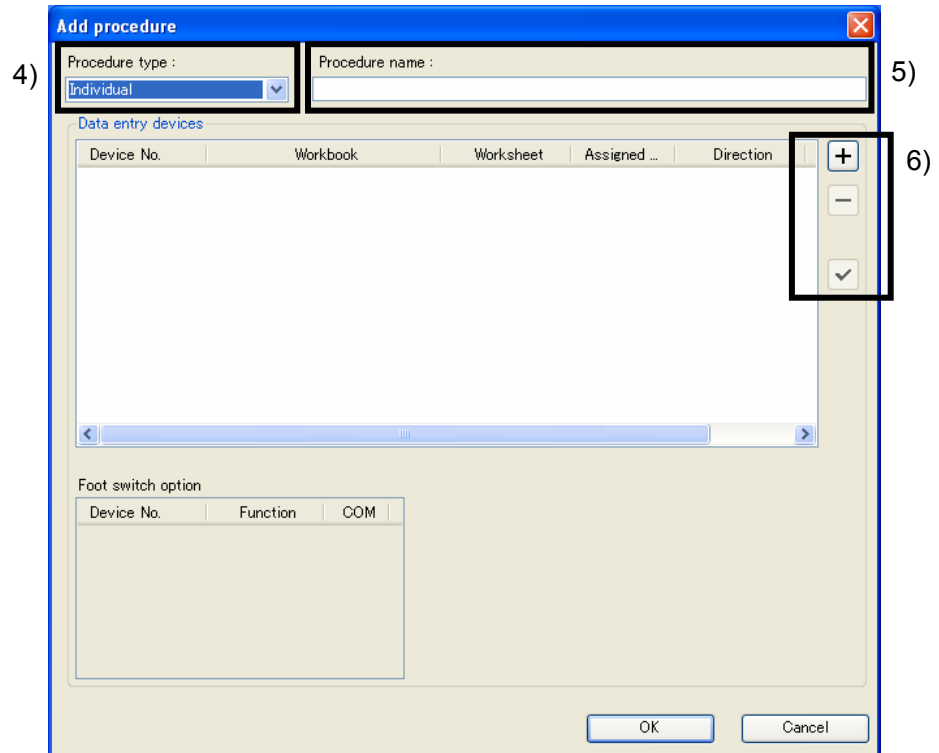 Add procedure
4)
Procedure type :
Procedure name :
5)
Individual
Data entry devices
Device No. Workbook Worksheet Assigned ... Direction
6)
Foot switch option
Device No. Function COM
OK Cancel